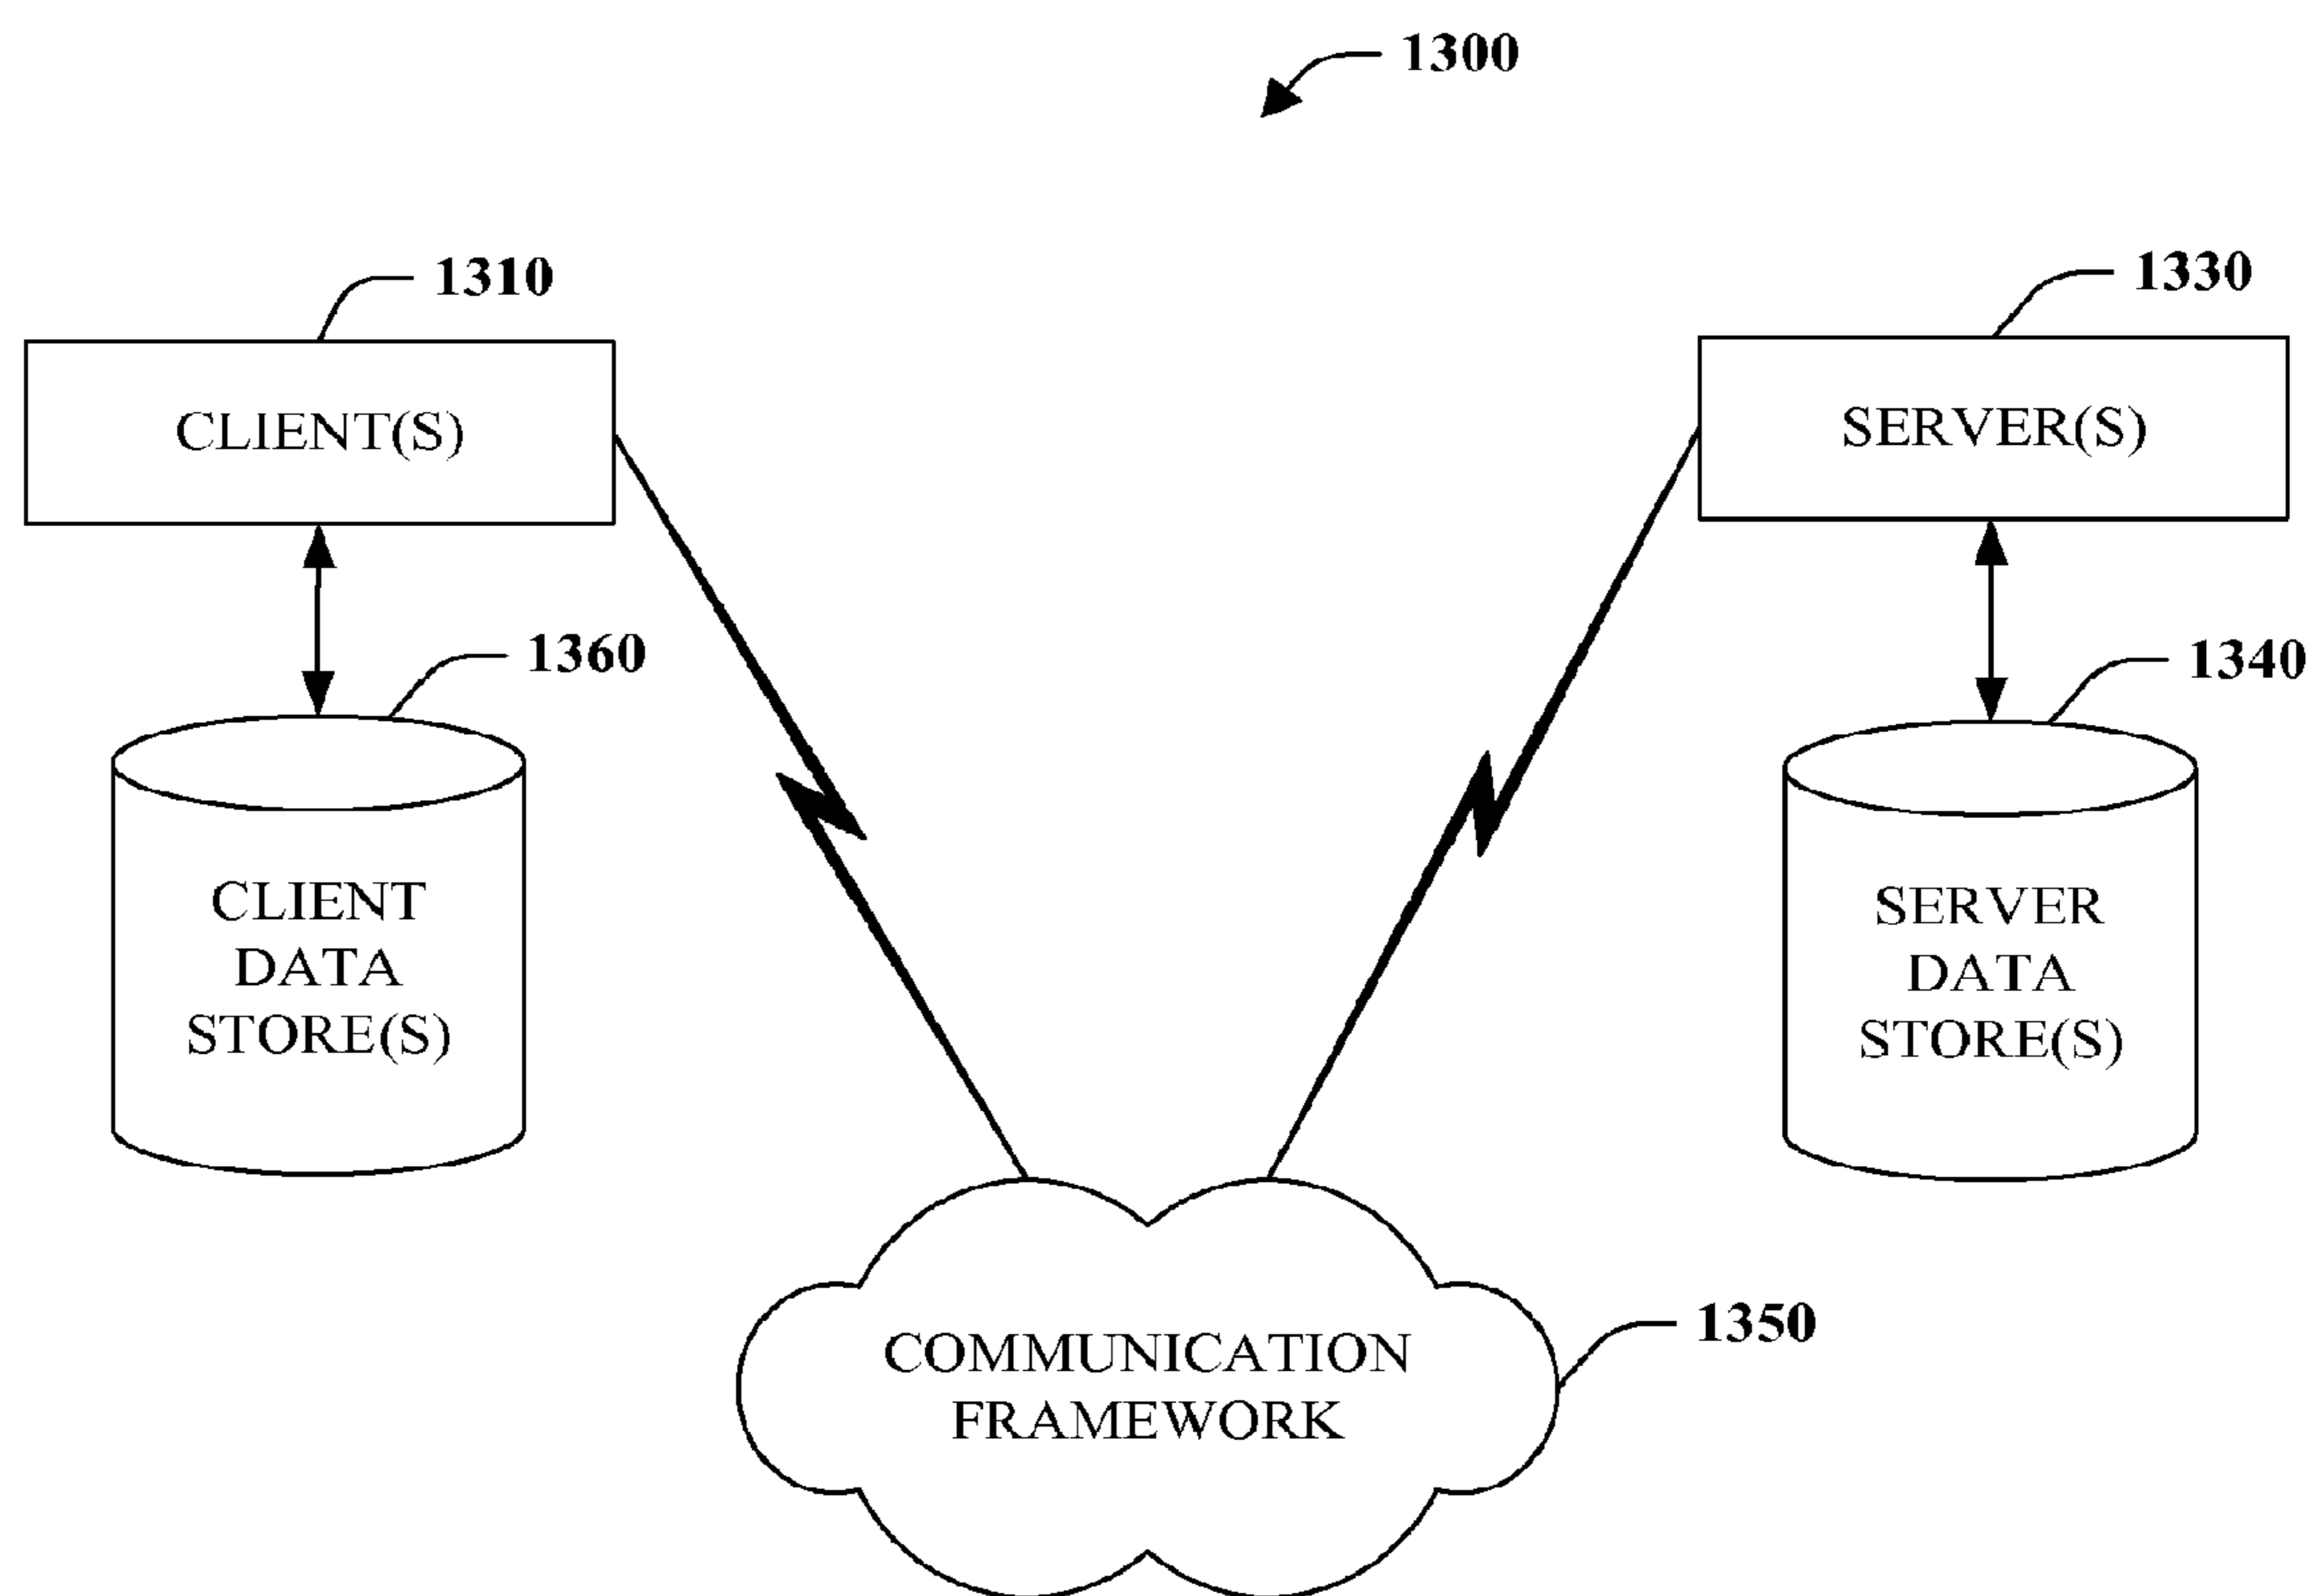 1300
1310
1330
CLIENT(S)
SERVER(S)
1360
1340
CLIENT
DATA
STORE(S)
SERVER
DATA
STORE(S)
1350
COMMUNICATION
FRAMEWORK